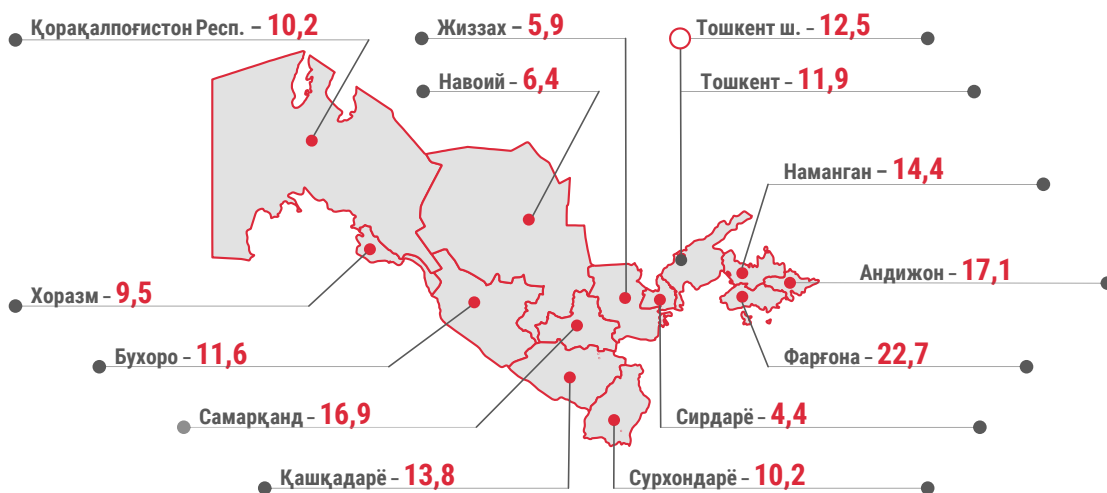 Қорақалпоғистон Респ. – 10,2
Жиззах – 5,9
Тошкент ш. – 12,5
Навоий – 6,4
Тошкент – 11,9
Наманган – 14,4
Андижон – 17,1
Хоразм – 9,5
Бухоро – 11,6
Фарғона – 22,7
Самарқанд – 16,9
Сирдарё – 4,4
Қашқадарё – 13,8
Сурхондарё – 10,2